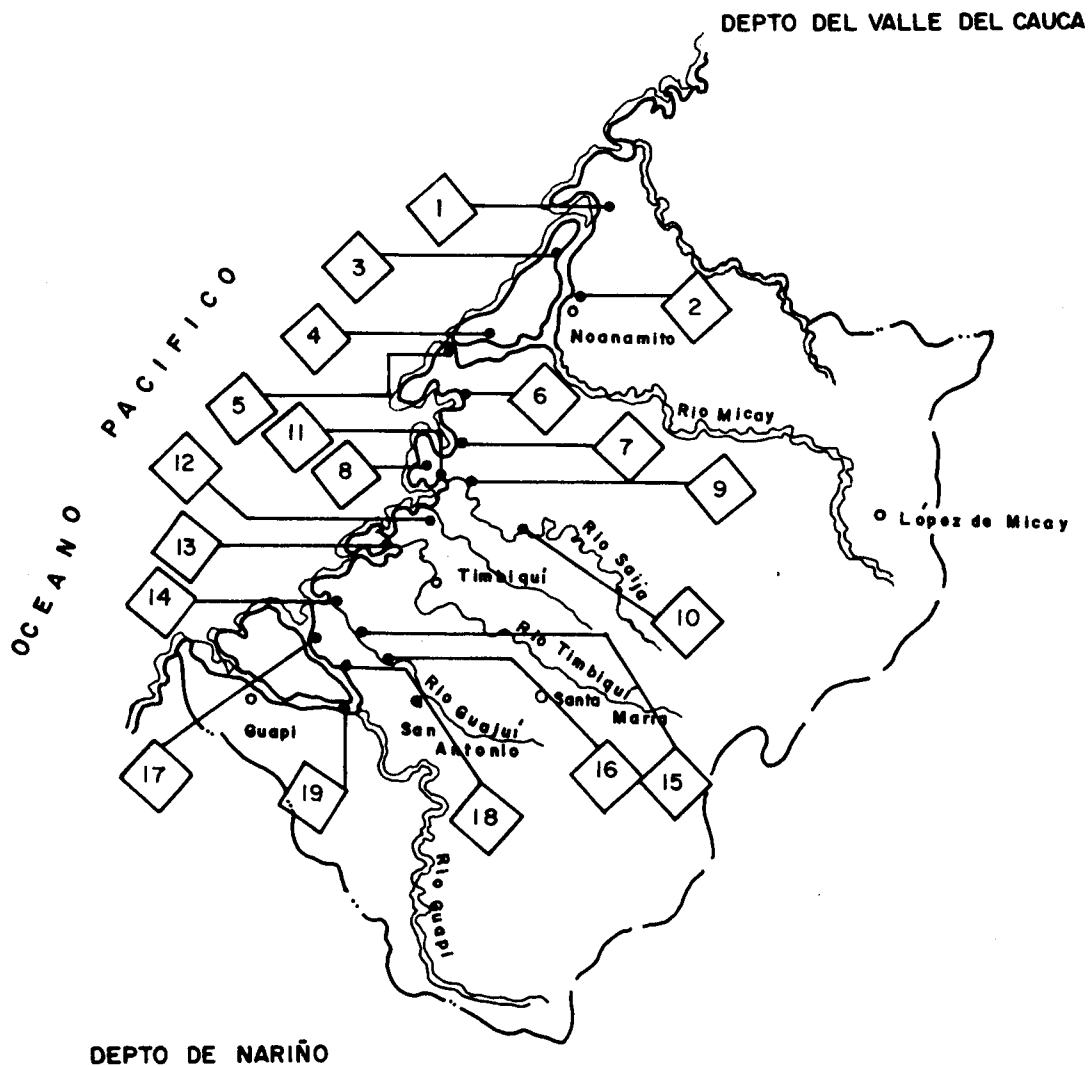 DEPTO DEL VALLE DEL CAUCA
1
3
2
4
Noanamito
OCEANO PACIFICO
5
6
Rio Micay
11
7
12
8
9
López de Micay
13
Rio Saija
Timbiquí
14
10
Rio Timbiquí
Santa
María
Rio Guajuí
San
Antonio
Guapi
17
19
16
15
18
Rio Guapi
DEPTO DE NARIÑO